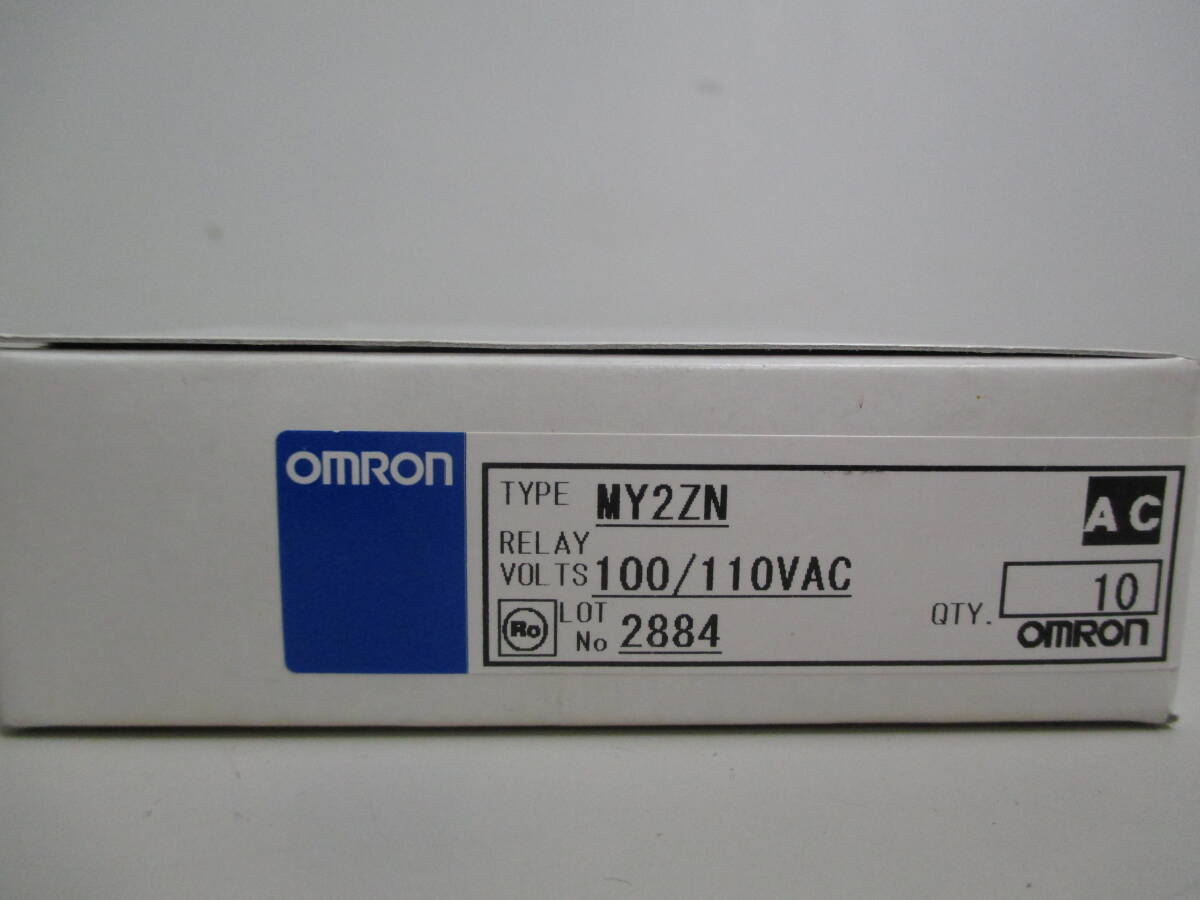 OMRON
TYPE MY2ZN
AC
RELAY
VOLTS 100/110VAC
Ro LOT No 2884
QTY. 10
OMRON